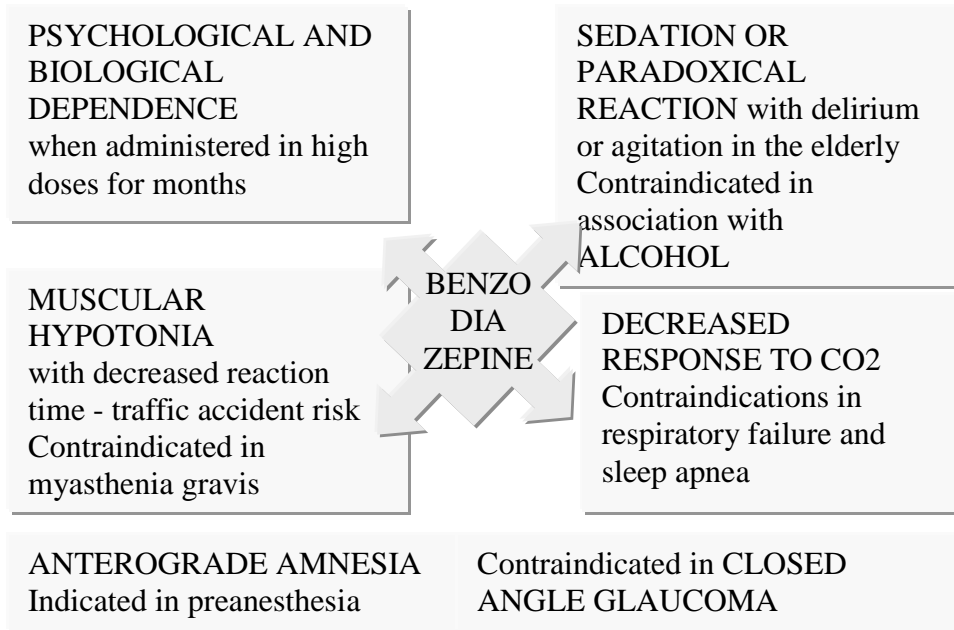 PSYCHOLOGICAL AND
BIOLOGICAL
DEPENDENCE
when administered in high
doses for months
SEDATION OR
PARADOXICAL
REACTION with delirium
or agitation in the elderly
Contraindicated in
association with
ALCOHOL
BENZO
DIA
ZEPINE
MUSCULAR
HYPOTONIA
with decreased reaction
time - traffic accident risk
Contraindicated in
myasthenia gravis
DECREASED
RESPONSE TO CO2
Contraindications in
respiratory failure and
sleep apnea
ANTEROGRADE AMNESIA
Indicated in preanesthesia
Contraindicated in CLOSED
ANGLE GLAUCOMA